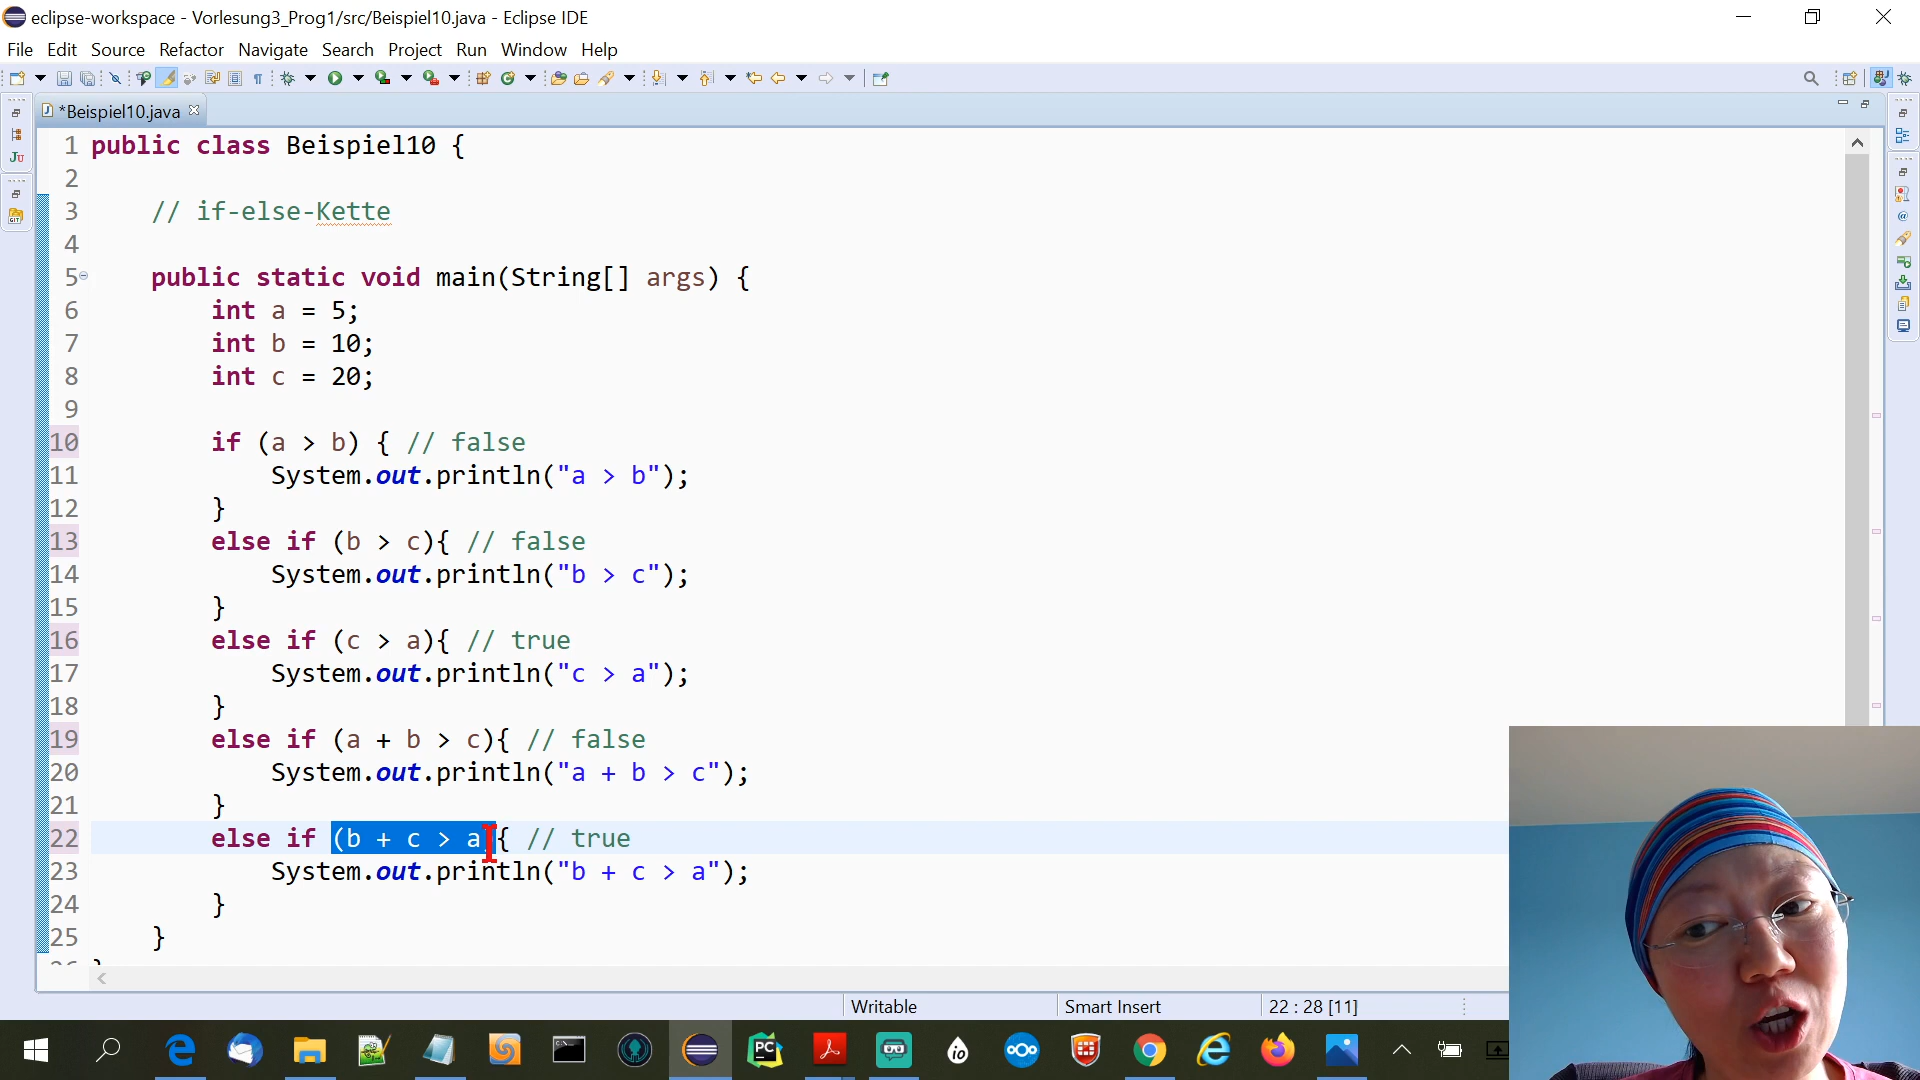 eclipse-workspace - Vorlesung3_Prog1/src/Beispiel10.java - Eclipse IDE
File Edit Source Refactor Navigate Search Project Run Window Help
*Beispiel10.java
1 public class Beispiel10 {
2
3 // if-else-Kette
4
5 public static void main(String[] args) {
6 int a = 5;
7 int b = 10;
8 int c = 20;
9
10 if (a > b) { // false
11 System.out.println("a > b");
12 }
13 else if (b > c){ // false
14 System.out.println("b > c");
15 }
16 else if (c > a){ // true
17 System.out.println("c > a");
18 }
19 else if (a + b > c){ // false
20 System.out.println("a + b > c");
21 }
22 else if (b + c > a){ // true
23 System.out.println("b + c > a");
24 }
25 }
Writable Smart Insert 22 : 28 [11]